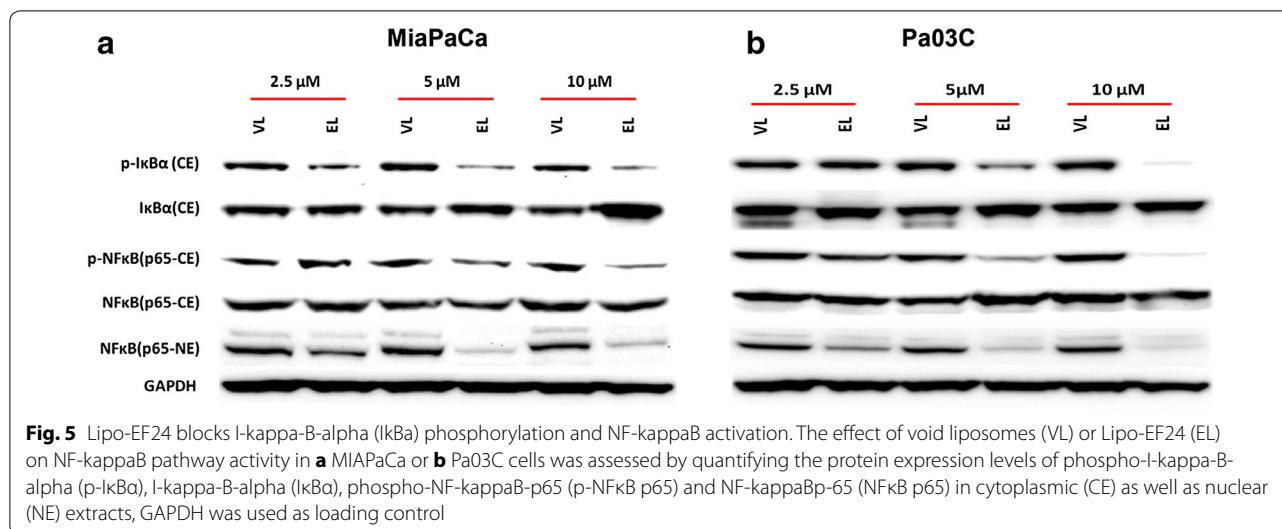 a MiaPaCa b Pa03C
2.5 µM 5 µM 10 µM 2.5 µM 5µM 10 µM
VL EL VL EL VL EL VL EL VL EL VL EL
p-IκBα (CE)
IκBα(CE)
p-NFκB(p65-CE)
NFκB(p65-CE)
NFκB(p65-NE)
GAPDH
Fig. 5 Lipo-EF24 blocks I-kappa-B-alpha (IkBa) phosphorylation and NF-kappaB activation. The effect of void liposomes (VL) or Lipo-EF24 (EL)
on NF-kappaB pathway activity in a MIAPaCa or b Pa03C cells was assessed by quantifying the protein expression levels of phospho-I-kappa-B-
alpha (p-IκBα), I-kappa-B-alpha (IκBα), phospho-NF-kappaB-p65 (p-NFκB p65) and NF-kappaBp-65 (NFκB p65) in cytoplasmic (CE) as well as nuclear
(NE) extracts, GAPDH was used as loading control